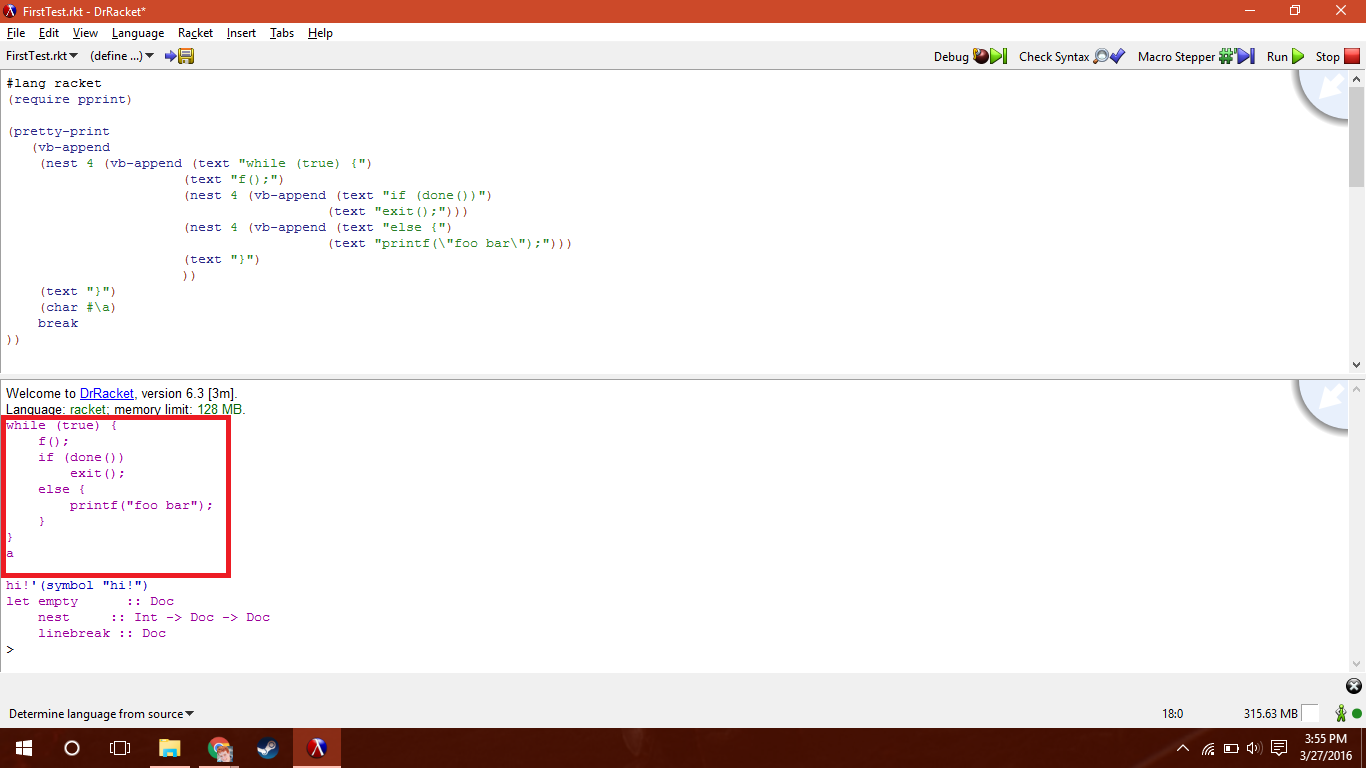 FirstTest.rkt - DrRacket*
File Edit View Language Racket Insert Tabs Help
FirstTest.rkt (define ...) Debug Check Syntax Macro Stepper Run Stop
#lang racket
(require pprint)
(pretty-print
(vb-append
(nest 4 (vb-append (text "while (true) {")
(text "f();")
(nest 4 (vb-append (text "if (done())")
(text "exit();")))
(nest 4 (vb-append (text "else {")
(text "printf(\"foo bar\");")))
(text "}")
))
(text "}")
(char #\a)
break
))
Welcome to DrRacket, version 6.3 [3m].
Language: racket; memory limit: 128 MB.
while (true) {
f();
if (done())
exit();
else {
printf("foo bar");
}
}
a
hi!'(symbol "hi!")
let empty :: Doc
nest :: Int -> Doc -> Doc
linebreak :: Doc
>
Determine language from source 18:0 315.63 MB
3:55 PM
3/27/2016